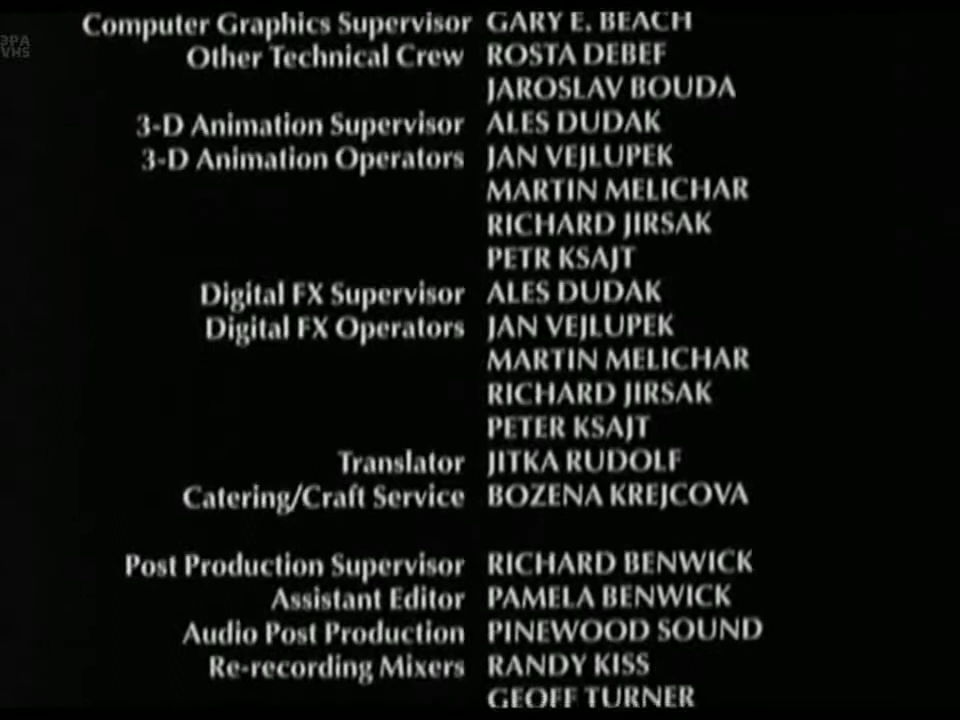 ЗРА
VHS
Computer Graphics Supervisor GARY E. BEACH
Other Technical Crew ROSTA DEBEF
JAROSLAV BOUDA
3-D Animation Supervisor ALES DUDAK
3-D Animation Operators JAN VEJLUPEK
MARTIN MELICHAR
RICHARD JIRSAK
PETR KSAJT
Digital FX Supervisor ALES DUDAK
Digital FX Operators JAN VEJLUPEK
MARTIN MELICHAR
RICHARD JIRSAK
PETER KSAJT
Translator JITKA RUDOLF
Catering/Craft Service BOZENA KREJCOVA
Post Production Supervisor RICHARD BENWICK
Assistant Editor PAMELA BENWICK
Audio Post Production PINEWOOD SOUND
Re-recording Mixers RANDY KISS
GEOFF TURNER